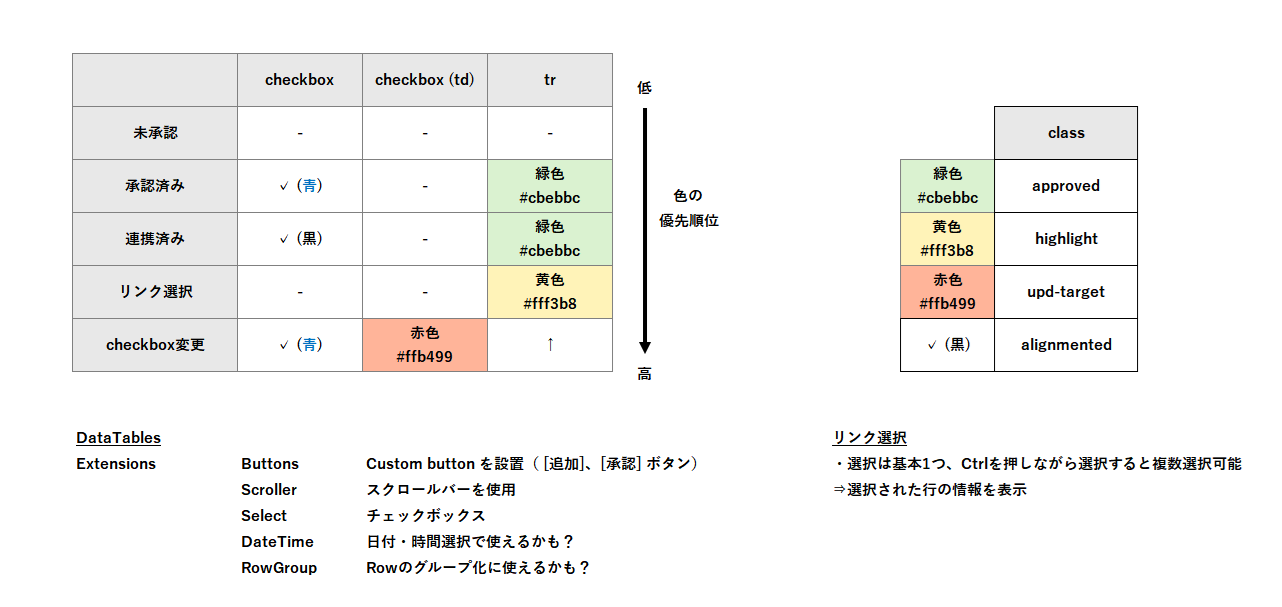 checkbox checkbox (td) tr
未承認 - - -
承認済み ✓ (青) - 緑色
#cbebbc
連携済み ✓ (黒) - 緑色
#cbebbc
リンク選択 - - 黄色
#fff3b8
checkbox変更 ✓ (青) 赤色
#ffb499
↑
低
色の
優先順位
高
class
緑色
#cbebbc
approved
黄色
#fff3b8
highlight
赤色
#ffb499
upd-target
✓ (黒) alignmented
DataTables
Extensions Buttons Custom button を設置（ [追加]、[承認] ボタン）
Scroller スクロールバーを使用
Select チェックボックス
DateTime 日付・時間選択で使えるかも？
RowGroup Rowのグループ化に使えるかも？
リンク選択
・選択は基本1つ、Ctrlを押しながら選択すると複数選択可能
⇒選択された行の情報を表示